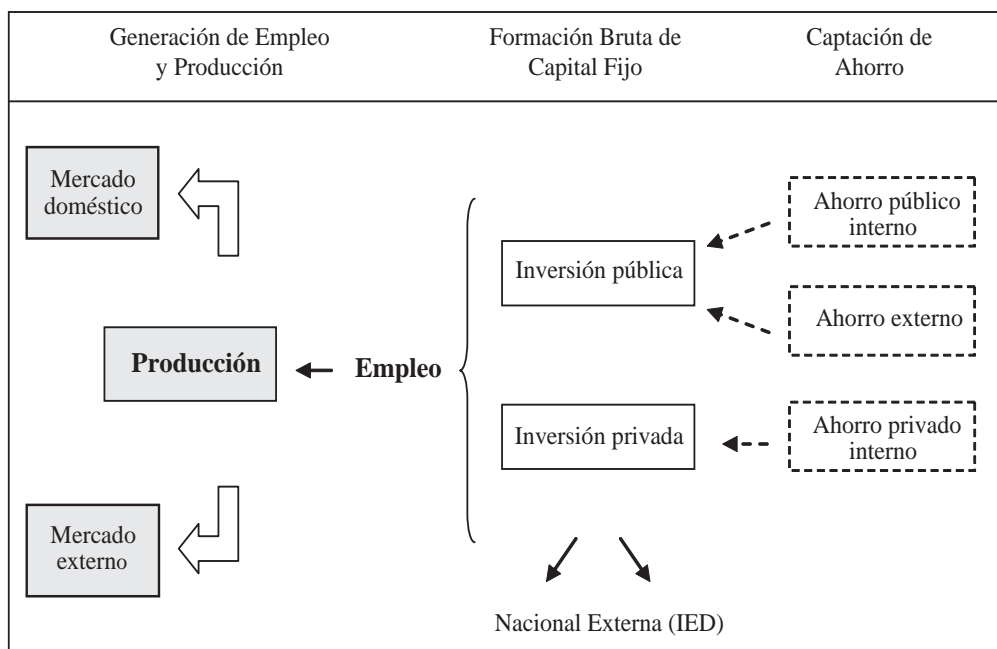 Generación de Empleo
y Producción
Formación Bruta de
Capital Fijo
Captación de
Ahorro
Mercado
doméstico
Ahorro público
interno
Inversión pública
Ahorro externo
Producción
Empleo
Inversión privada
Ahorro privado
interno
Mercado
externo
Nacional Externa (IED)